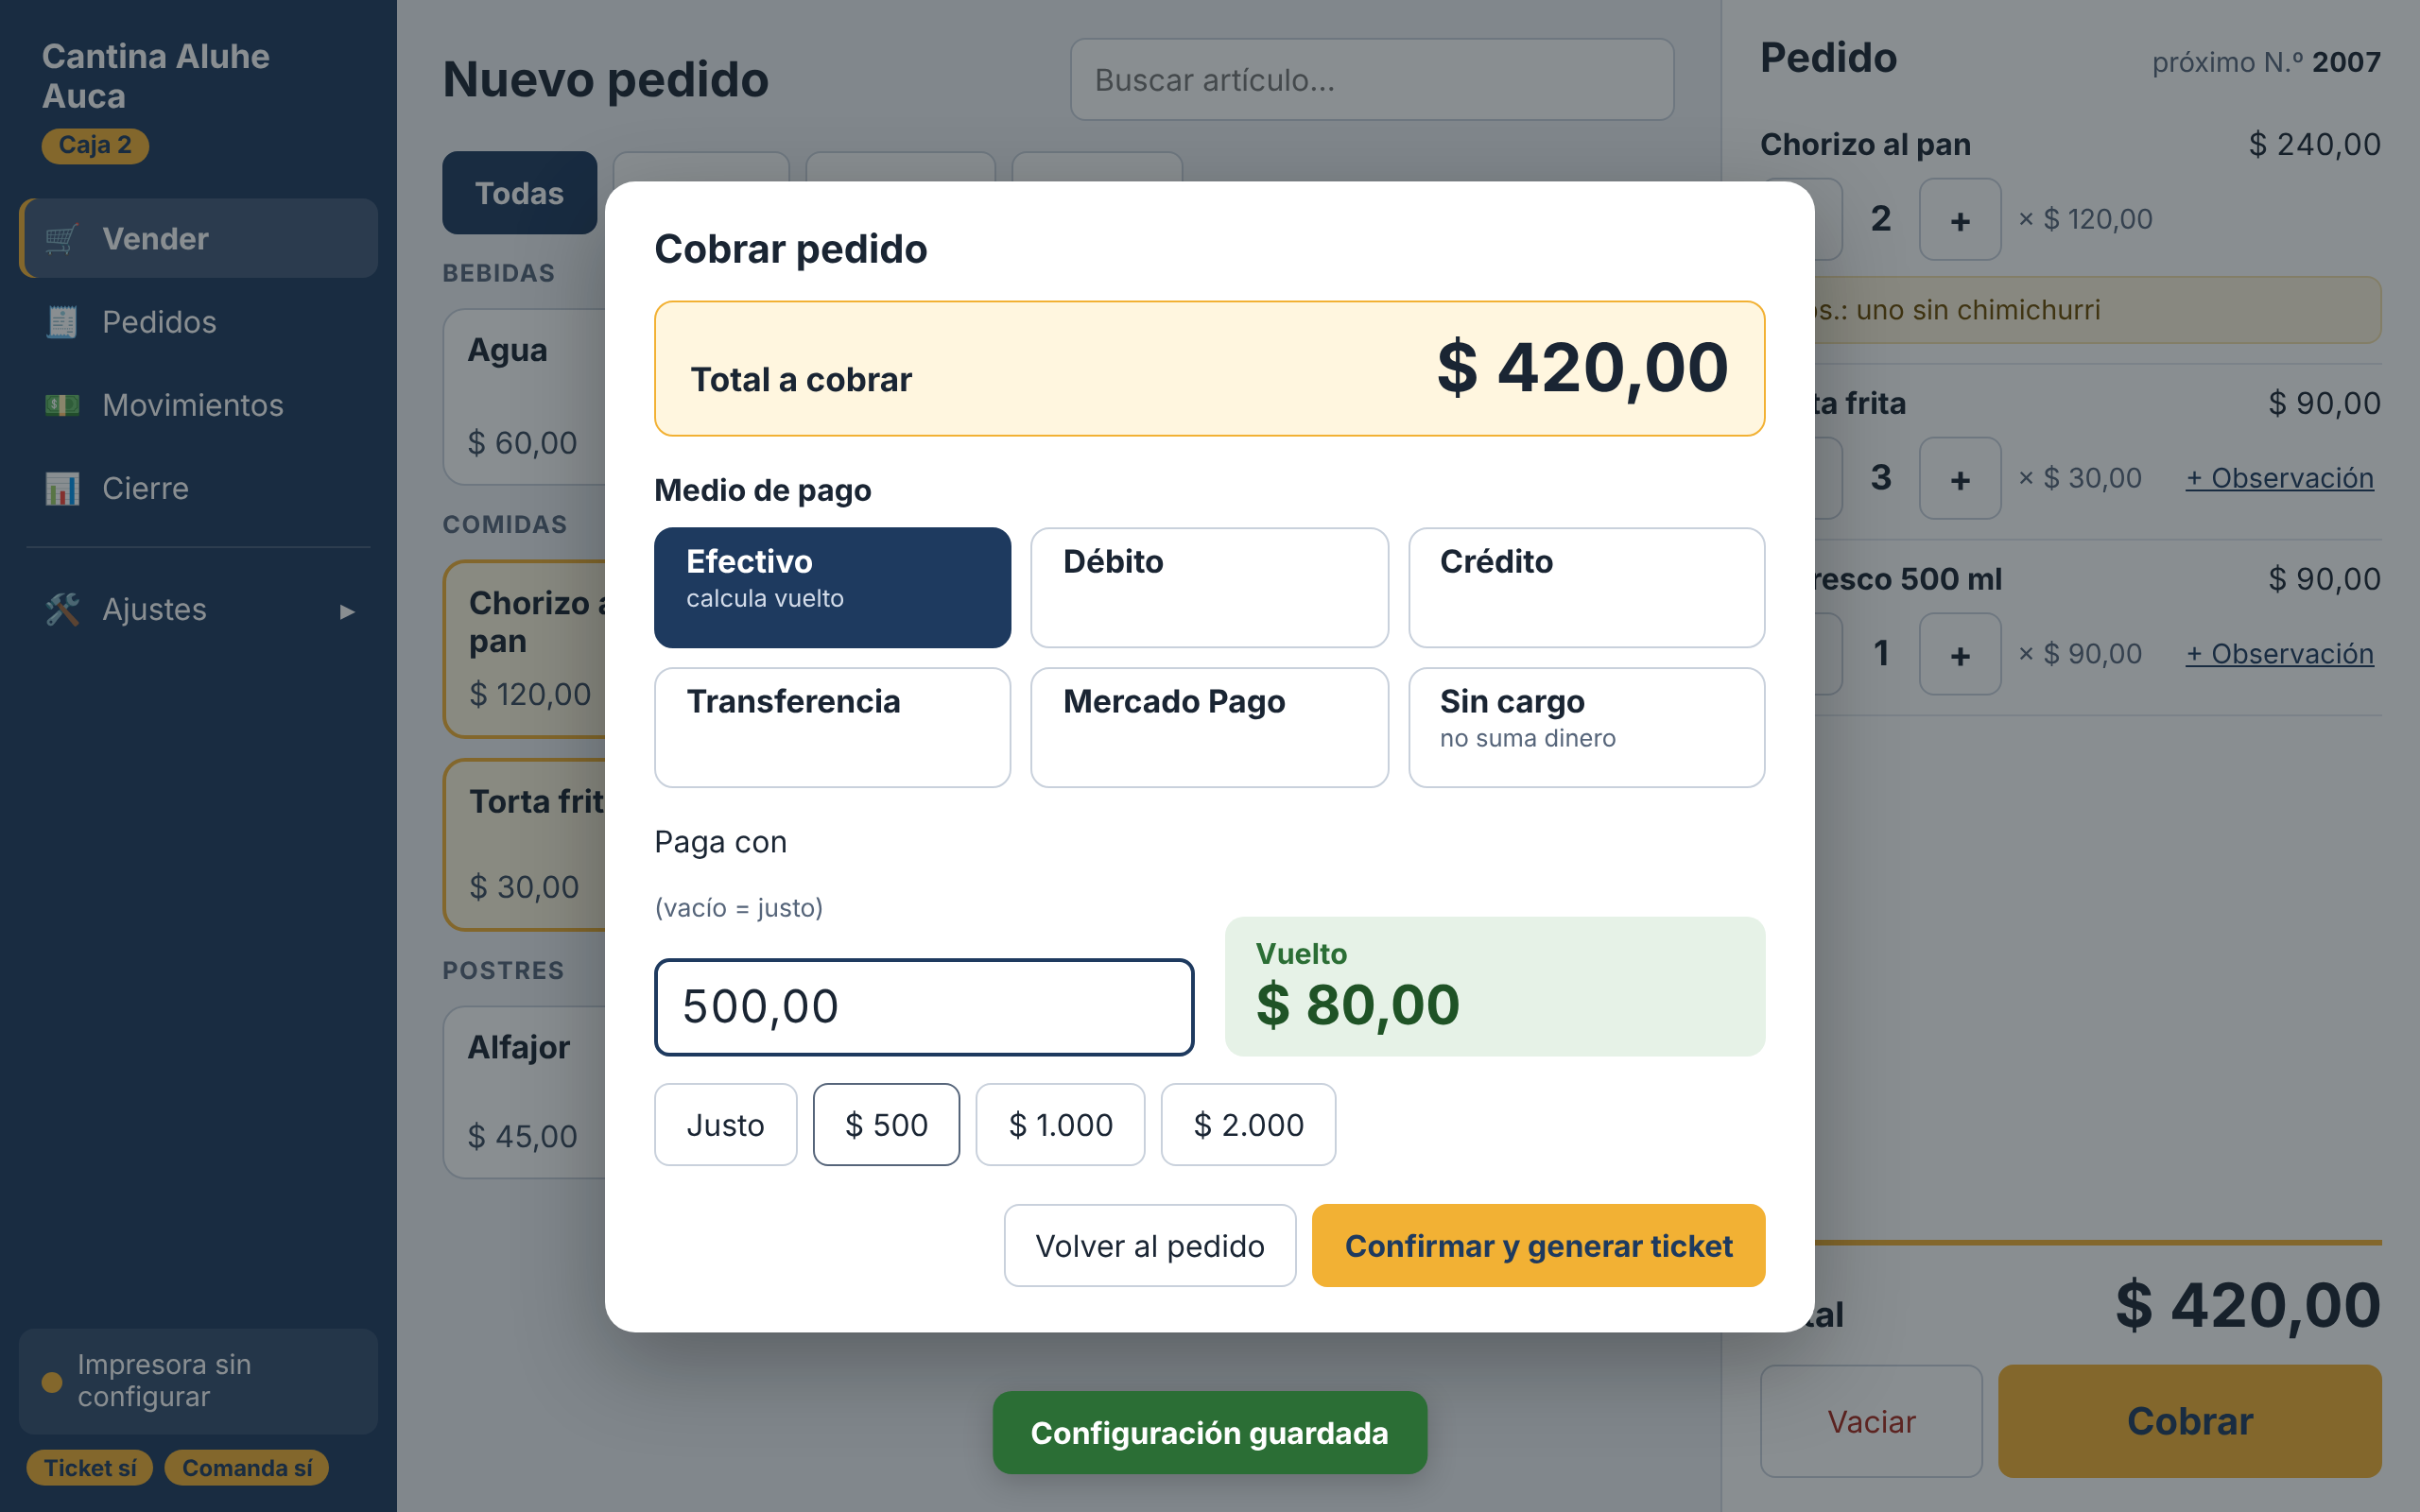 Cantina Aluhe
Auca
Caja 2
Vender
Pedidos
Movimientos
Cierre
Ajustes
Impresora sin
configurar
Ticket sí
Comanda sí
Nuevo pedido
Buscar artículo...
Todas
BEBIDAS
Agua
$ 60,00
COMIDAS
Chorizo a
pan
$ 120,00
Torta frit
$ 30,00
POSTRES
Alfajor
$ 45,00
Cobrar pedido
Total a cobrar
$ 420,00
Medio de pago
Efectivo
calcula vuelto
Débito
Crédito
Transferencia
Mercado Pago
Sin cargo
no suma dinero
Paga con
(vacío = justo)
500,00
Vuelto
$ 80,00
Justo
$ 500
$ 1.000
$ 2.000
Volver al pedido
Confirmar y generar ticket
Configuración guardada
Pedido
próximo N.º 2007
Chorizo al pan
$ 240,00
2
+
× $ 120,00
s.: uno sin chimichurri
ta frita
$ 90,00
3
+
× $ 30,00
+ Observación
resco 500 ml
$ 90,00
1
+
× $ 90,00
+ Observación
tal
$ 420,00
Vaciar
Cobrar